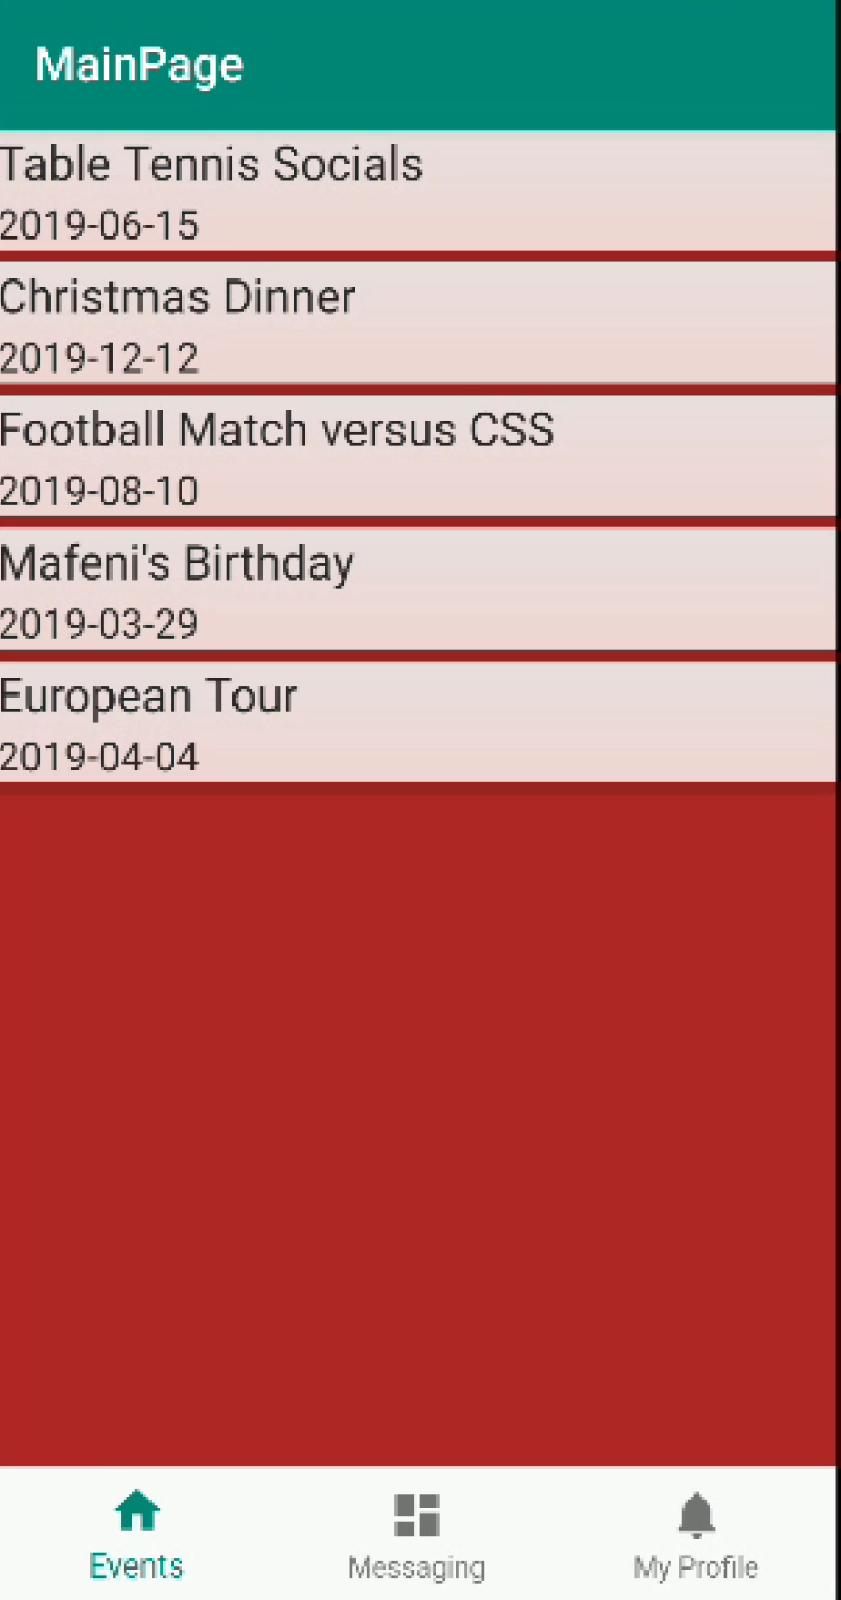 MainPage
Table Tennis Socials
2019-06-15
Christmas Dinner
2019-12-12
Football Match versus CSS
2019-08-10
Mafeni's Birthday
2019-03-29
European Tour
2019-04-04
Events
Messaging
My Profile